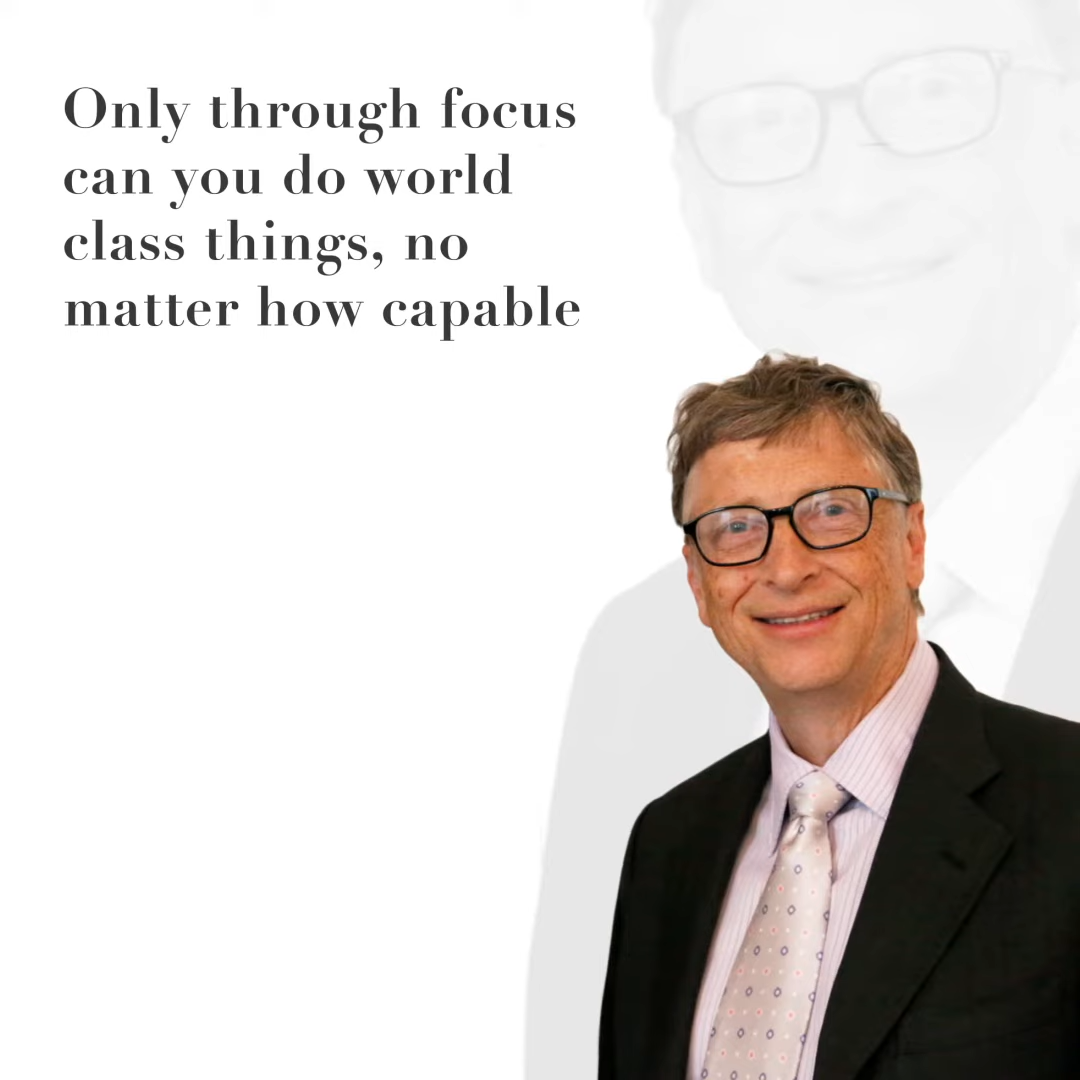 Only through focus
can you do world
class things, no
matter how capable